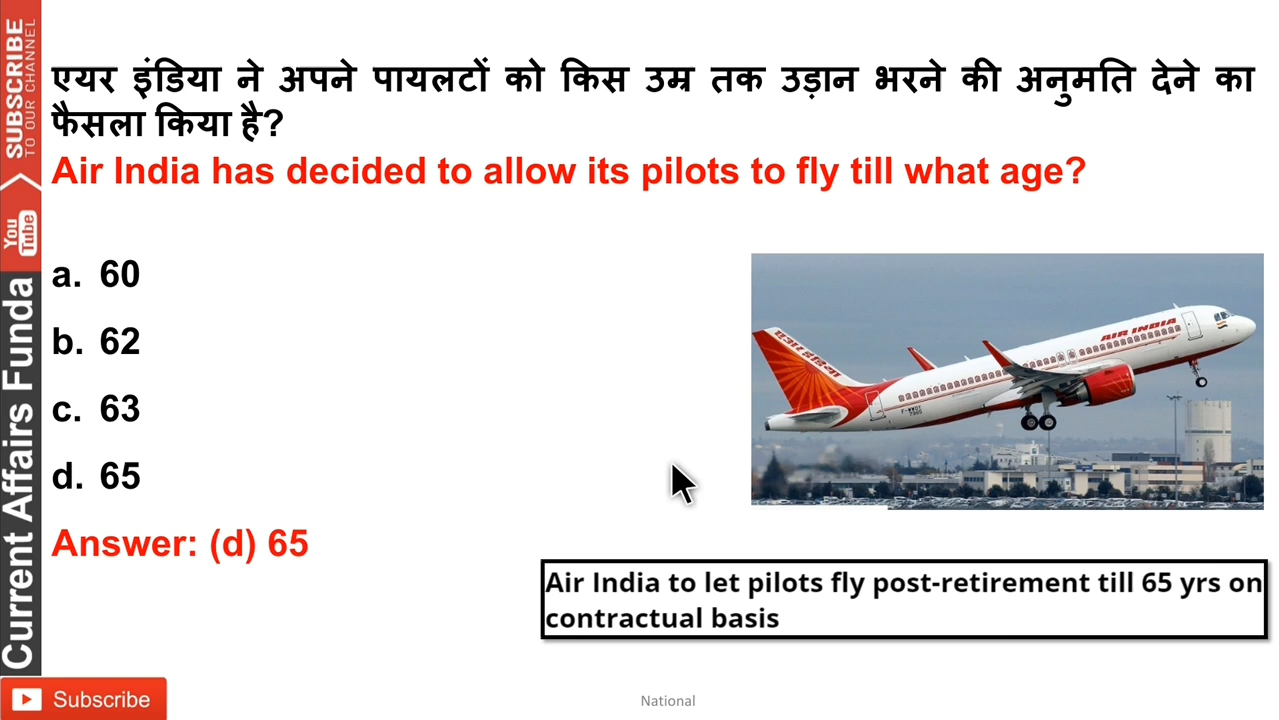 एयर इंडिया ने अपने पायलटों को किस उम्र तक उड़ान भरने की अनुमति देने का
फैसला किया है?
Air India has decided to allow its pilots to fly till what age?
a. 60
b. 62
c. 63
d. 65
Answer: (d) 65
AIR INDIA
एअर इंडिया
Air India to let pilots fly post-retirement till 65 yrs on
contractual basis
SUBSCRIBE
TO OUR CHANNEL
You
Tube
Current Affairs Funda
Subscribe
National